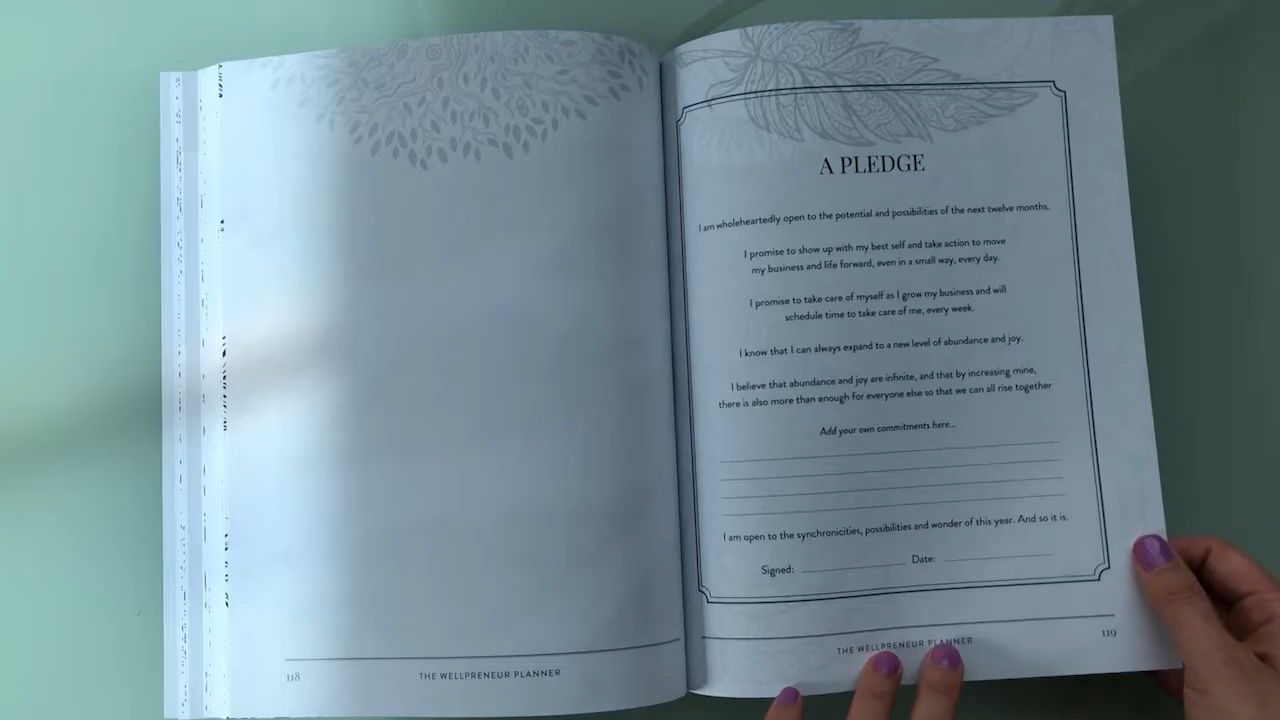 118
THE WELLPRENEUR PLANNER
A PLEDGE
I am wholeheartedly open to the potential and possibilities of the next twelve months.
I promise to show up with my best self and take action to move
my business and life forward, even in a small way, every day.
I promise to take care of myself as I grow my business and will
schedule time to take care of me, every week.
I know that I can always expand to a new level of abundance and joy.
I believe that abundance and joy are infinite, and that by increasing mine,
there is also more than enough for everyone else so that we can all rise together
Add your own commitments here...
I am open to the synchronicities, possibilities and wonder of this year. And so it is.
Signed: Date:
THE WELLPRENEUR PLANNER
119